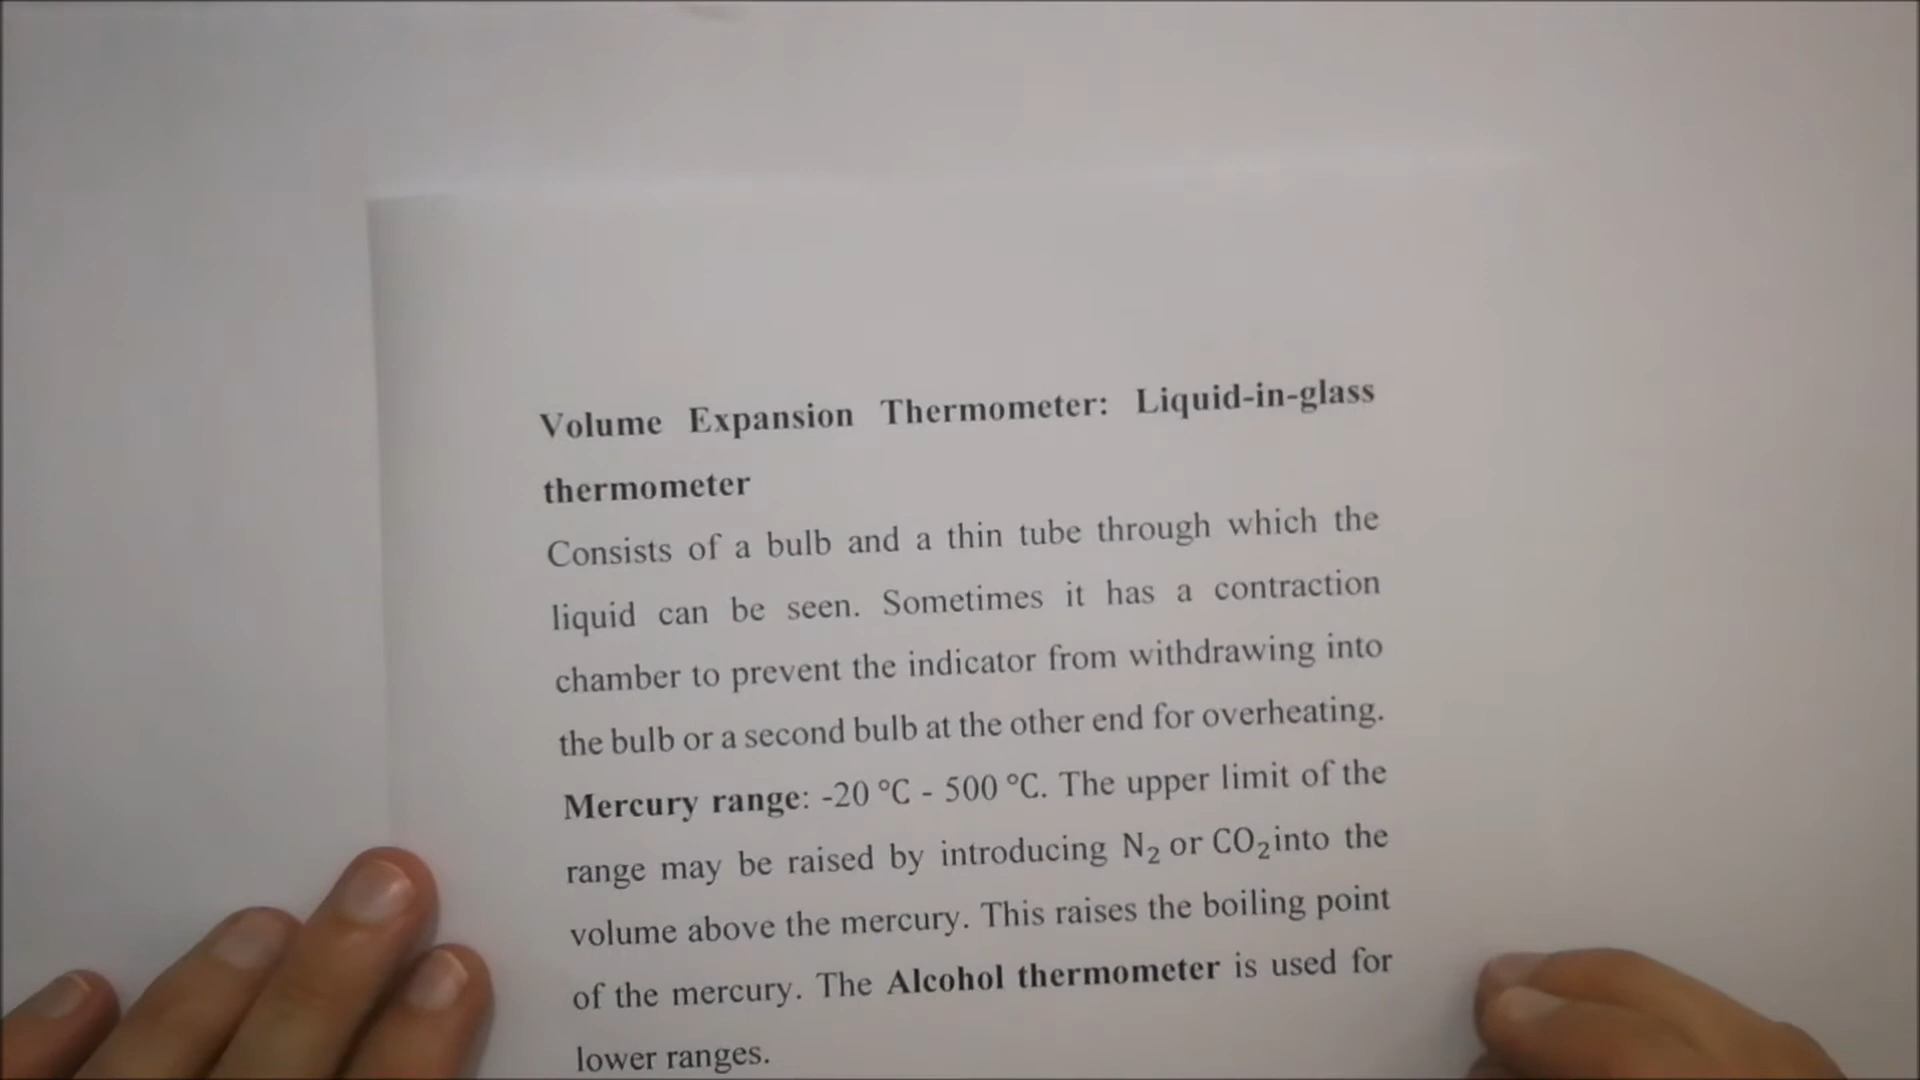 Volume Expansion Thermometer: Liquid-in-glass
thermometer
Consists of a bulb and a thin tube through which the
liquid can be seen. Sometimes it has a contraction
chamber to prevent the indicator from withdrawing into
the bulb or a second bulb at the other end for overheating.
Mercury range: -20 °C - 500 °C. The upper limit of the
range may be raised by introducing N₂ or CO₂into the
volume above the mercury. This raises the boiling point
of the mercury. The Alcohol thermometer is used for
lower ranges.